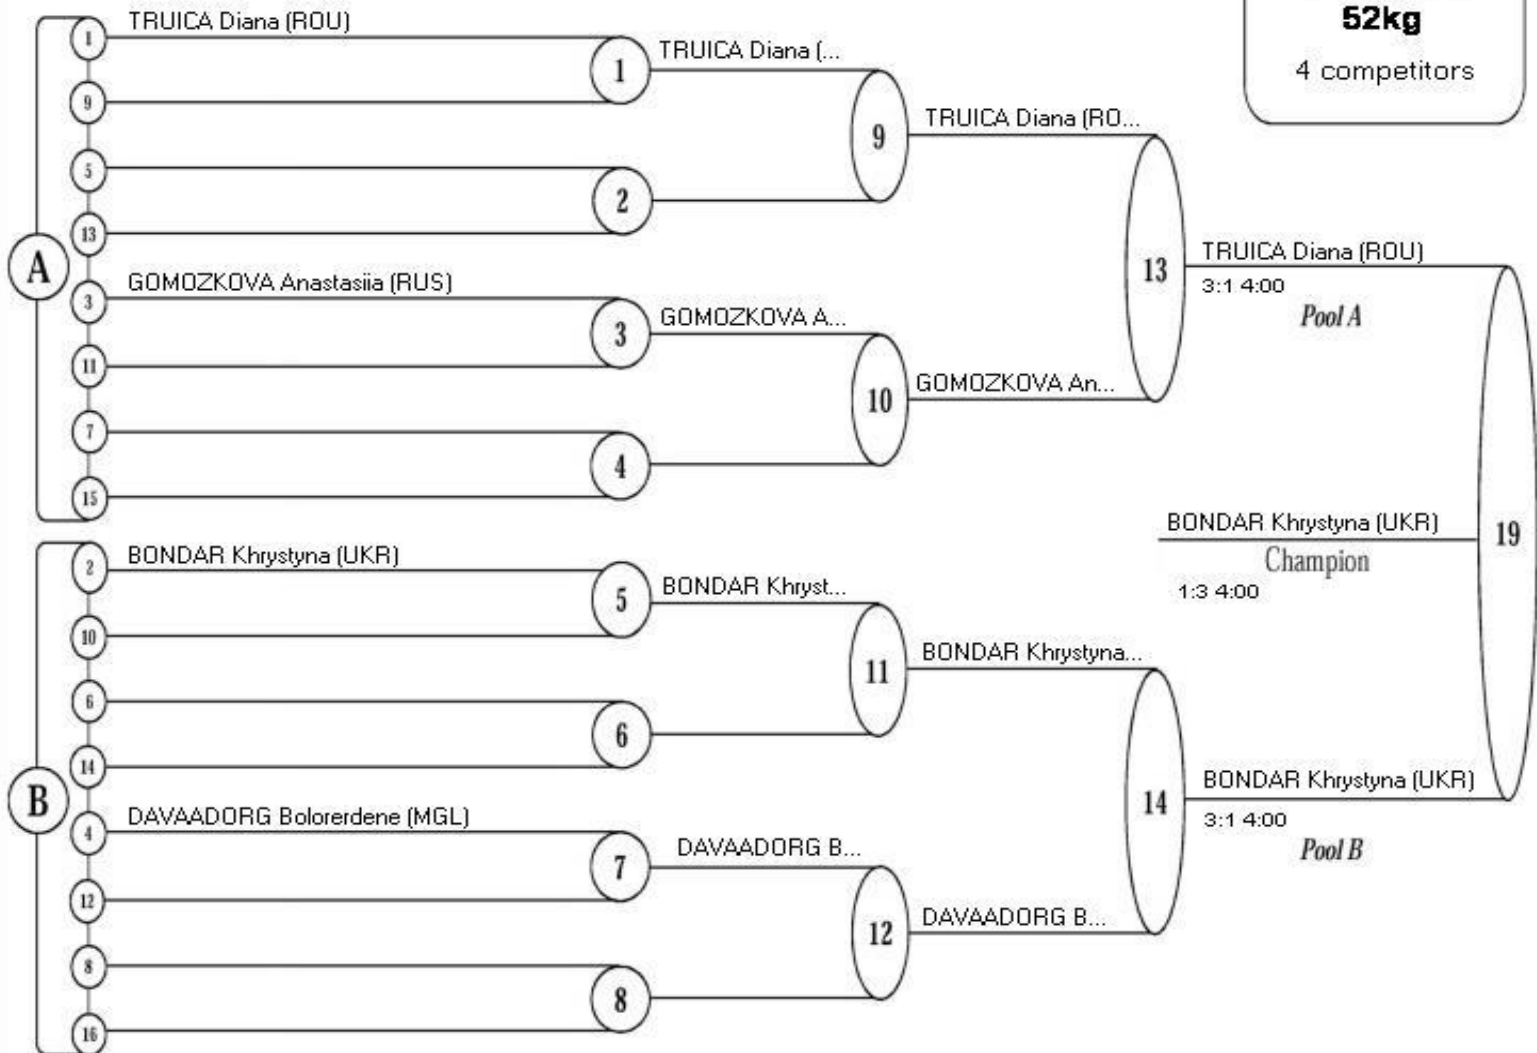 52kg
4 competitors
A
1
TRUICA Diana (ROU)
9
5
13
3
GOMOZKOVA Anastasiia (RUS)
11
7
15
1
TRUICA Diana (...
2
3
GOMOZKOVA A...
4
9
TRUICA Diana (RO...
10
GOMOZKOVA An...
13
TRUICA Diana (ROU)
3:1 4:00
Pool A
B
2
BONDAR Khrystyna (UKR)
10
6
14
4
DAVAADORG Bolorerdene (MGL)
12
8
16
5
BONDAR Khryst...
6
7
DAVAADORG B...
8
11
BONDAR Khrystyna...
12
DAVAADORG B...
14
BONDAR Khrystyna (UKR)
3:1 4:00
Pool B
19
BONDAR Khrystyna (UKR)
Champion
1:3 4:00